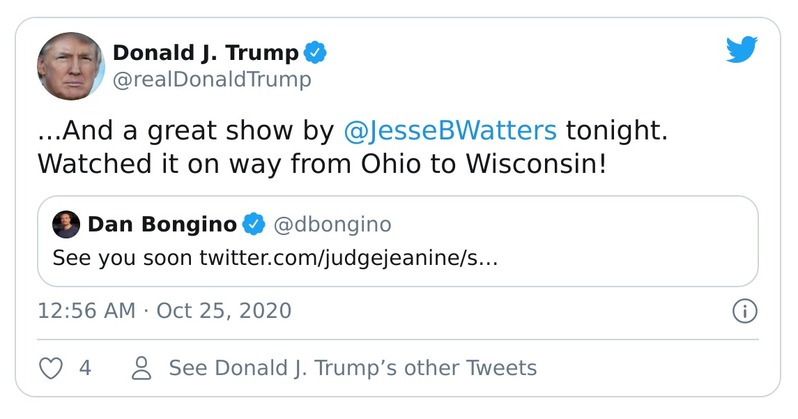 Donald J. Trump
@realDonaldTrump
...And a great show by @JesseBWatters tonight.
Watched it on way from Ohio to Wisconsin!
Dan Bongino @dbongino
See you soon twitter.com/judgejeanine/s…
12:56 AM · Oct 25, 2020
4 See Donald J. Trump’s other Tweets